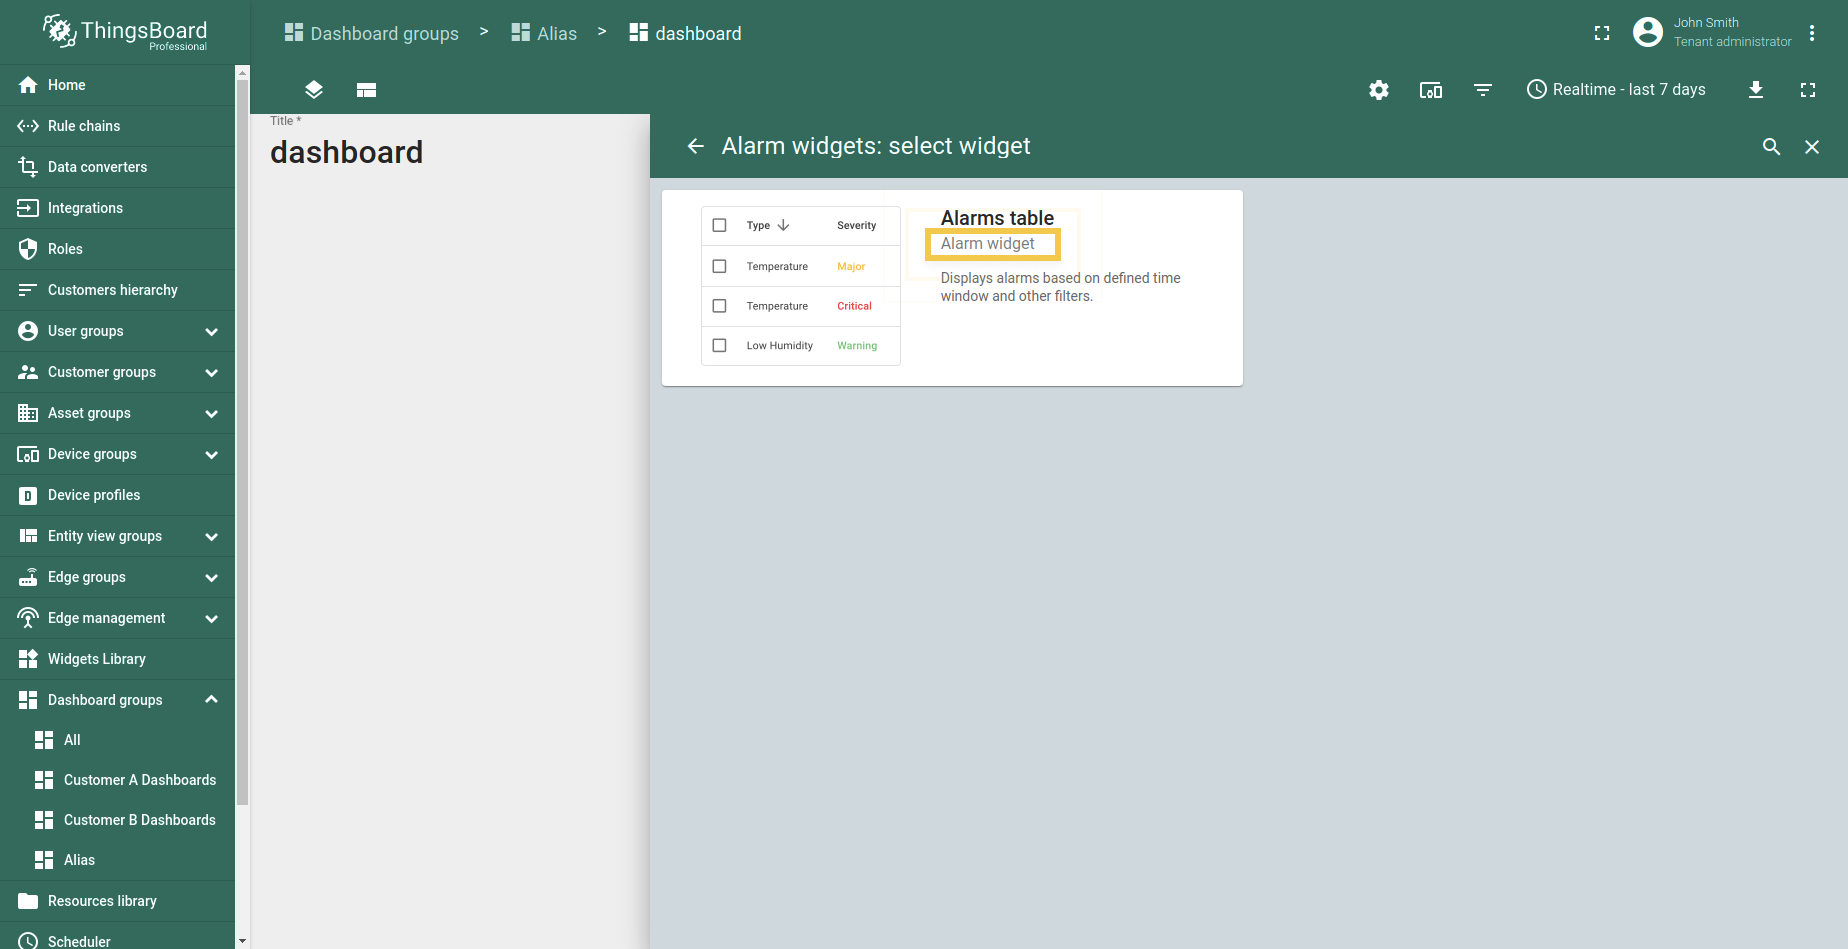 ThingsBoard
Professional
Dashboard groups > Alias > dashboard
John Smith
Tenant administrator
Home
Rule chains
Data converters
Integrations
Roles
Customers hierarchy
User groups
Customer groups
Asset groups
Device groups
Device profiles
Entity view groups
Edge groups
Edge management
Widgets Library
Dashboard groups
All
Customer A Dashboards
Customer B Dashboards
Alias
Resources library
Scheduler
Realtime - last 7 days
Title *
dashboard
Alarm widgets: select widget
Type Severity
Temperature Major
Temperature Critical
Low Humidity Warning
Alarms table
Alarm widget
Displays alarms based on defined time
window and other filters.